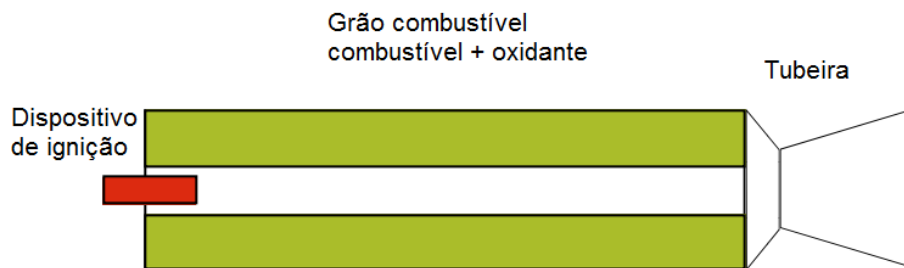 Grão combustível
combustível + oxidante
Tubeira
Dispositivo
de ignição